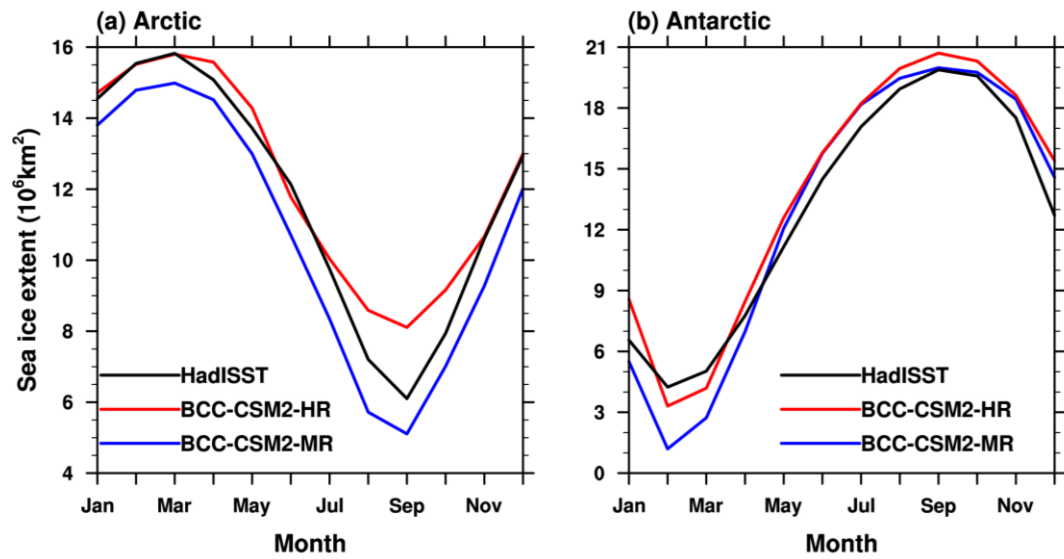 (a) Arctic
16
14
12
10
8
6
4
Sea ice extent (10⁶km²)
HadISST
BCC-CSM2-HR
BCC-CSM2-MR
Jan Mar May Jul Sep Nov
Month
(b) Antarctic
21
18
15
12
9
6
3
0
HadISST
BCC-CSM2-HR
BCC-CSM2-MR
Jan Mar May Jul Sep Nov
Month